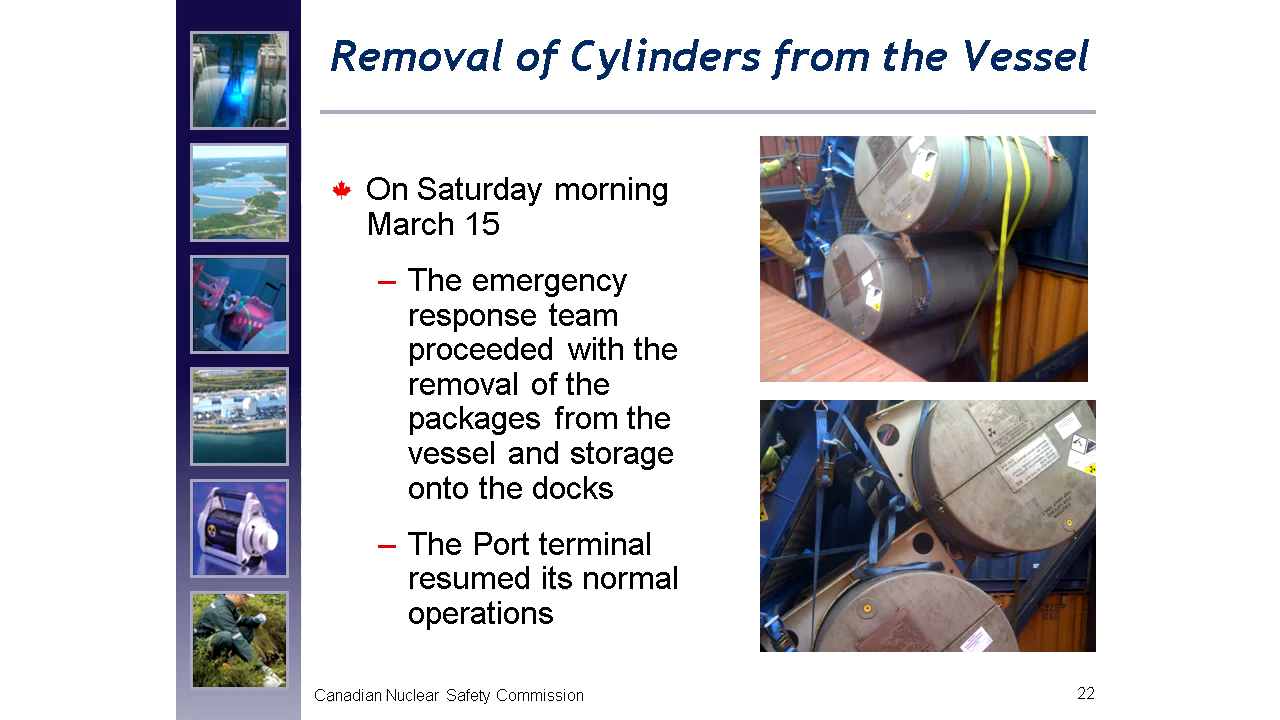 Removal of Cylinders from the Vessel
On Saturday morning
March 15
– The emergency
response team
proceeded with the
removal of the
packages from the
vessel and storage
onto the docks
– The Port terminal
resumed its normal
operations
Canadian Nuclear Safety Commission
22